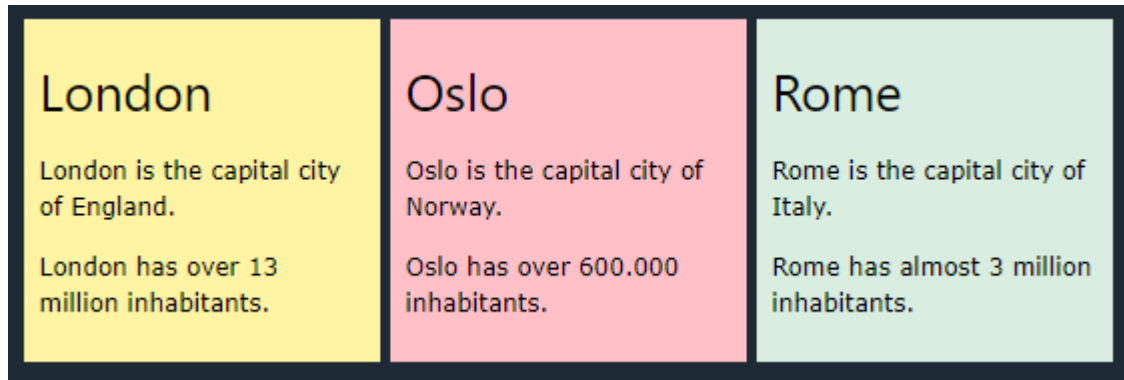 London
London is the capital city
of England.
London has over 13
million inhabitants.
Oslo
Oslo is the capital city of
Norway.
Oslo has over 600.000
inhabitants.
Rome
Rome is the capital city of
Italy.
Rome has almost 3 million
inhabitants.